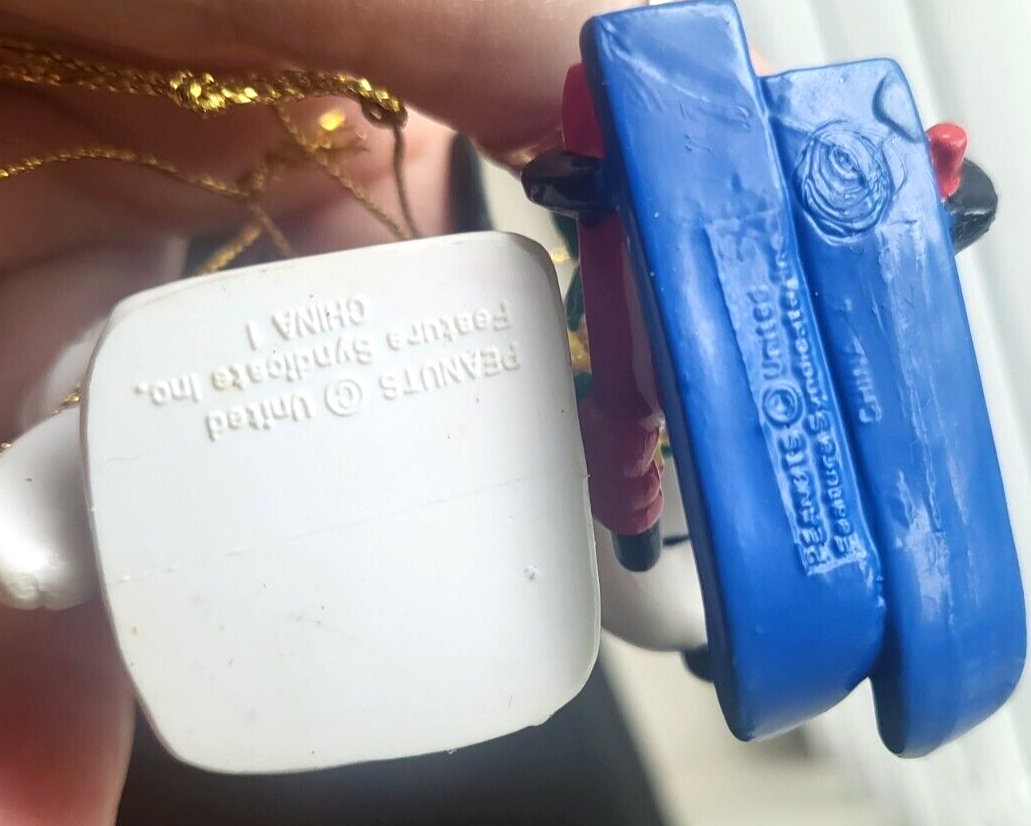 PEANUTS © United
Feature Syndicate Inc.
CHINA 1
PEANUTS © United
Feature Syndicate, Inc.
CHINA